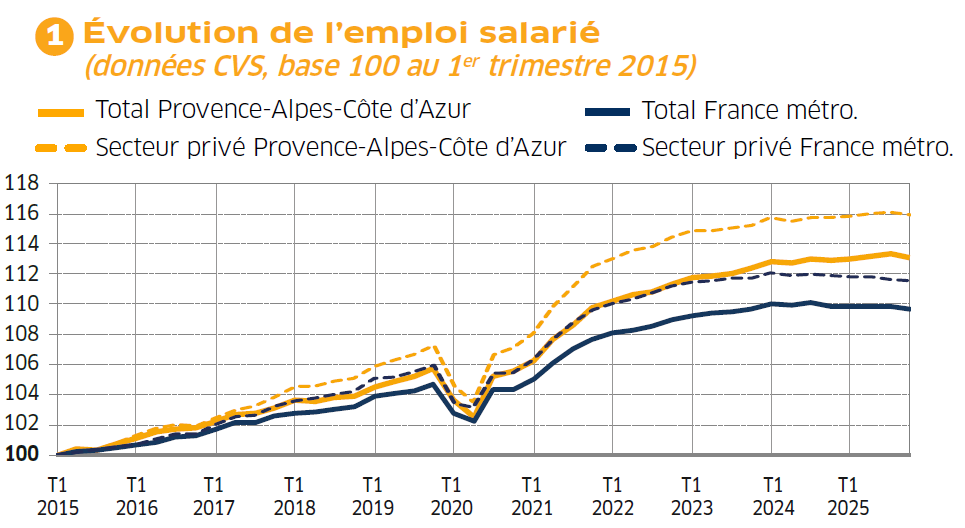 1 Évolution de l’emploi salarié
(données CVS, base 100 au 1er trimestre 2015)
Total Provence-Alpes-Côte d’Azur Total France métro.
Secteur privé Provence-Alpes-Côte d’Azur Secteur privé France métro.
118
116
114
112
110
108
106
104
102
100
T1 T1 T1 T1 T1 T1 T1 T1 T1 T1 T1
2015 2016 2017 2018 2019 2020 2021 2022 2023 2024 2025